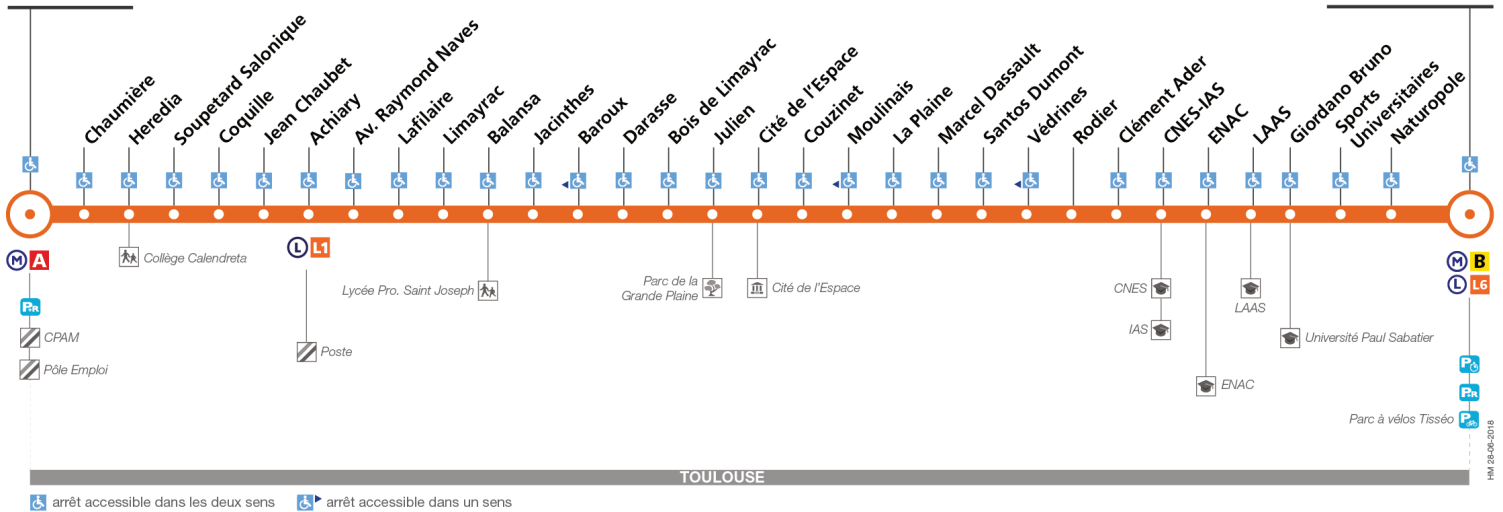 Chaumière
Heredia
Soupetard Salonique
Coquille
Jean Chaubet
Achiary
Av. Raymond Naves
Lafilaire
Limayrac
Balansa
Jacinthes
Baroux
Darasse
Bois de Limayrac
Julien
Cité de l'Espace
Couzinet
Moulinais
La Plaine
Marcel Dassault
Santos Dumont
Védrines
Rodier
Clément Ader
CNES-IAS
ENAC
LAAS
Giordano Bruno
Sports
Universitaires
Naturopole
M A
P+R
CPAM
Pôle Emploi
Collège Calendreta
L L1
Poste
Lycée Pro. Saint Joseph
Parc de la
Grande Plaine
Cité de l'Espace
CNES
IAS
ENAC
LAAS
Université Paul Sabatier
M B
L L6
P
P+R
Parc à vélos Tisséo P
HM 28-06-2018
TOULOUSE
arrêt accessible dans les deux sens
arrêt accessible dans un sens